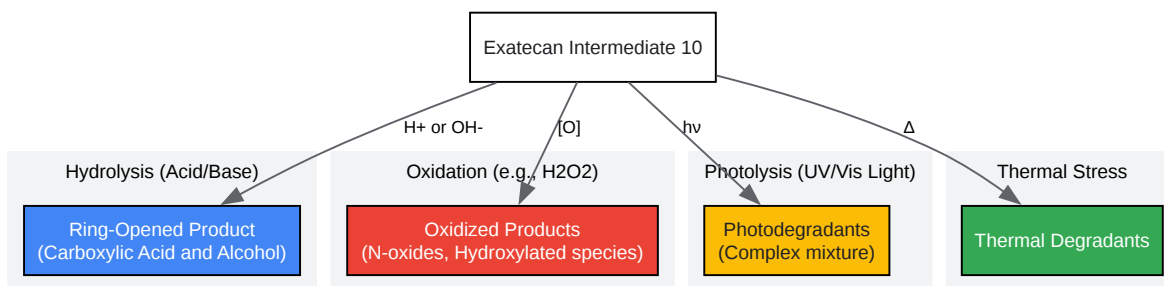 Exatecan Intermediate 10
H+ or OH-
[O]
hν
Δ
Hydrolysis (Acid/Base)
Oxidation (e.g., H2O2)
Photolysis (UV/Vis Light)
Thermal Stress
Ring-Opened Product
(Carboxylic Acid and Alcohol)
Oxidized Products
(N-oxides, Hydroxylated species)
Photodegradants
(Complex mixture)
Thermal Degradants